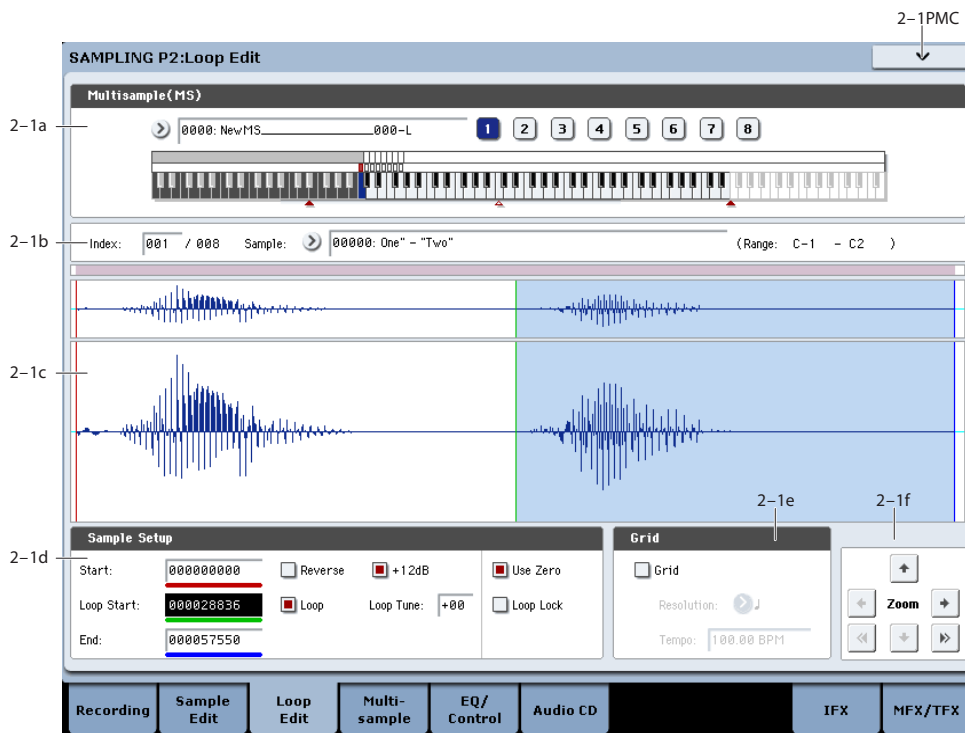 2-1PMC
SAMPLING P2:Loop Edit
Multisample(MS)
2-1a
0000: NewMS____________________000-L
1 2 3 4 5 6 7 8
2-1b
Index: 001 / 008 Sample: 00000: One" - "Two" (Range: C-1 - C2 )
2-1c
2-1e
2-1f
Sample Setup
Grid
2-1d
Start: 000000000 Reverse +12dB Use Zero
Grid
Loop Start: 000028836 Loop Loop Tune: +00 Loop Lock
Resolution: ♩
Zoom
End: 000057550
Tempo: 100.00 BPM
Recording
Sample Edit
Loop Edit
Multi-sample
EQ/Control
Audio CD
IFX
MFX/TFX